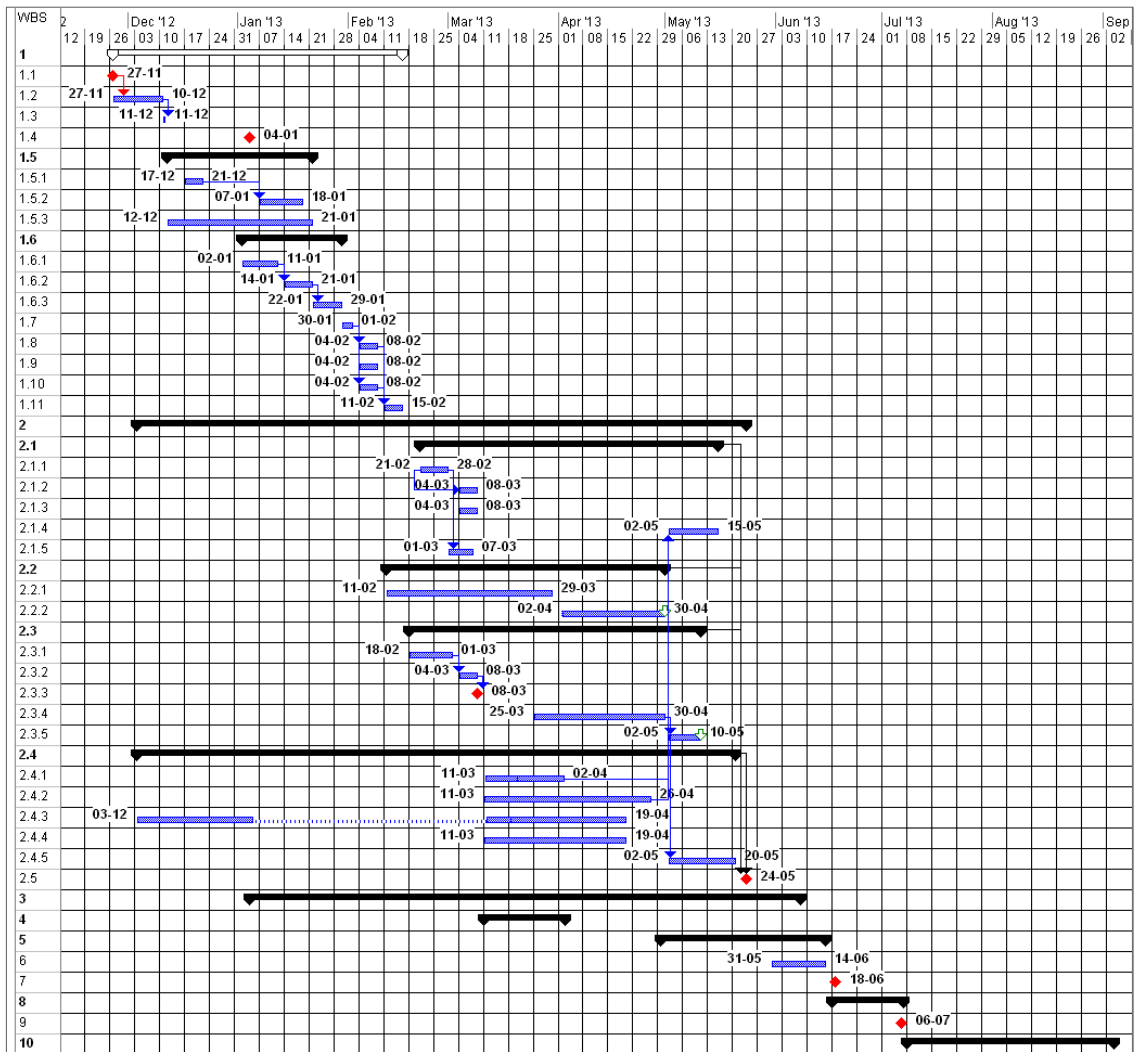 WBS 2 Dec '12 Jan '13 Feb '13 Mar '13 Apr '13 May '13 Jun '13 Jul '13 Aug '13 Sep
12 19 26 03 10 17 24 31 07 14 21 28 04 11 18 25 04 11 18 25 01 08 15 22 29 06 13 20 27 03 10 17 24 01 08 15 22 29 05 12 19 26 02
1
1.1 27-11
1.2 27-11 10-12
1.3 11-12 11-12
1.4 04-01
1.5
1.5.1 17-12 21-12
1.5.2 07-01 18-01
1.5.3 12-12 21-01
1.6
1.6.1 02-01 11-01
1.6.2 14-01 21-01
1.6.3 22-01 29-01
1.7 30-01 01-02
1.8 04-02 08-02
1.9 04-02 08-02
1.10 04-02 08-02
1.11 11-02 15-02
2
2.1
2.1.1 21-02 28-02
2.1.2 04-03 08-03
2.1.3 04-03 08-03
2.1.4 02-05 15-05
2.1.5 01-03 07-03
2.2
2.2.1 11-02 29-03
2.2.2 02-04 30-04
2.3
2.3.1 18-02 01-03
2.3.2 04-03 08-03
2.3.3 08-03
2.3.4 25-03 30-04
2.3.5 02-05 10-05
2.4
2.4.1 11-03 02-04
2.4.2 11-03 26-04
2.4.3 03-12 19-04
2.4.4 11-03 19-04
2.4.5 02-05 20-05
2.5 24-05
3
4
5
6 31-05 14-06
7 18-06
8
9 06-07
10